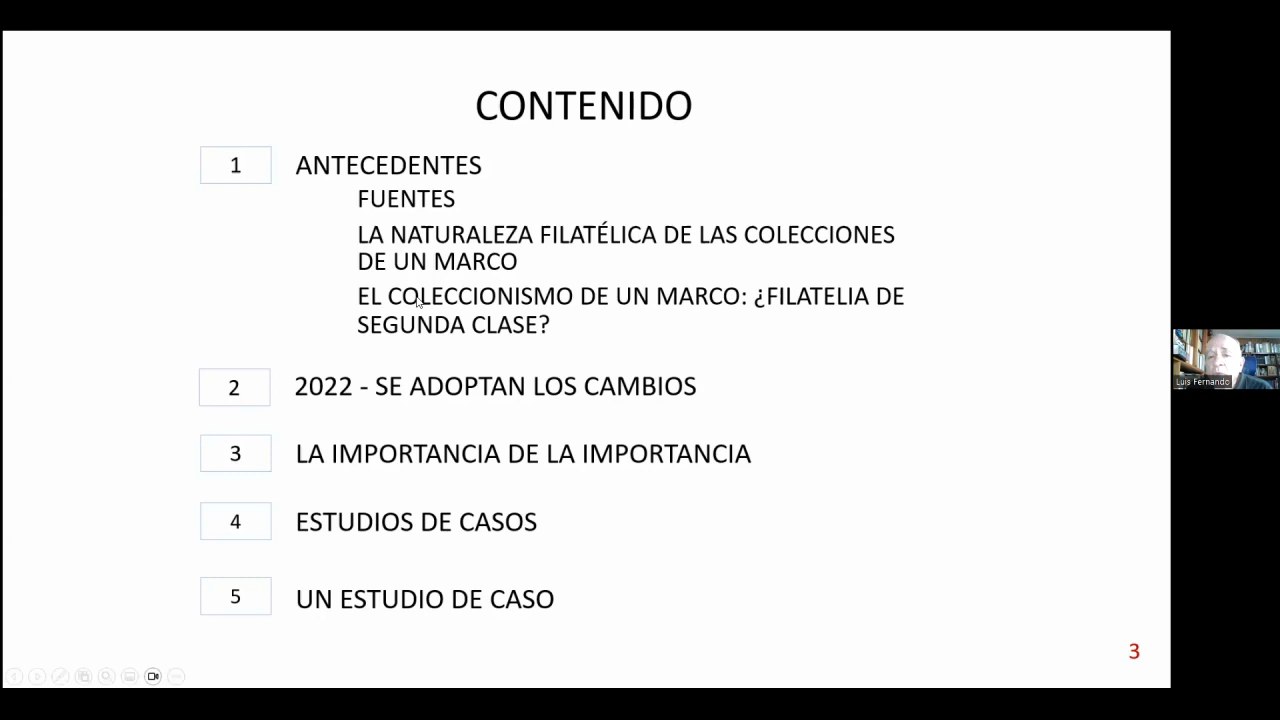 CONTENIDO
1 ANTECEDENTES
FUENTES
LA NATURALEZA FILATÉLICA DE LAS COLECCIONES
DE UN MARCO
EL COLECCIONISMO DE UN MARCO: ¿FILATELIA DE
SEGUNDA CLASE?
2 2022 - SE ADOPTAN LOS CAMBIOS
3 LA IMPORTANCIA DE LA IMPORTANCIA
4 ESTUDIOS DE CASOS
5 UN ESTUDIO DE CASO
3
Luis Fernando